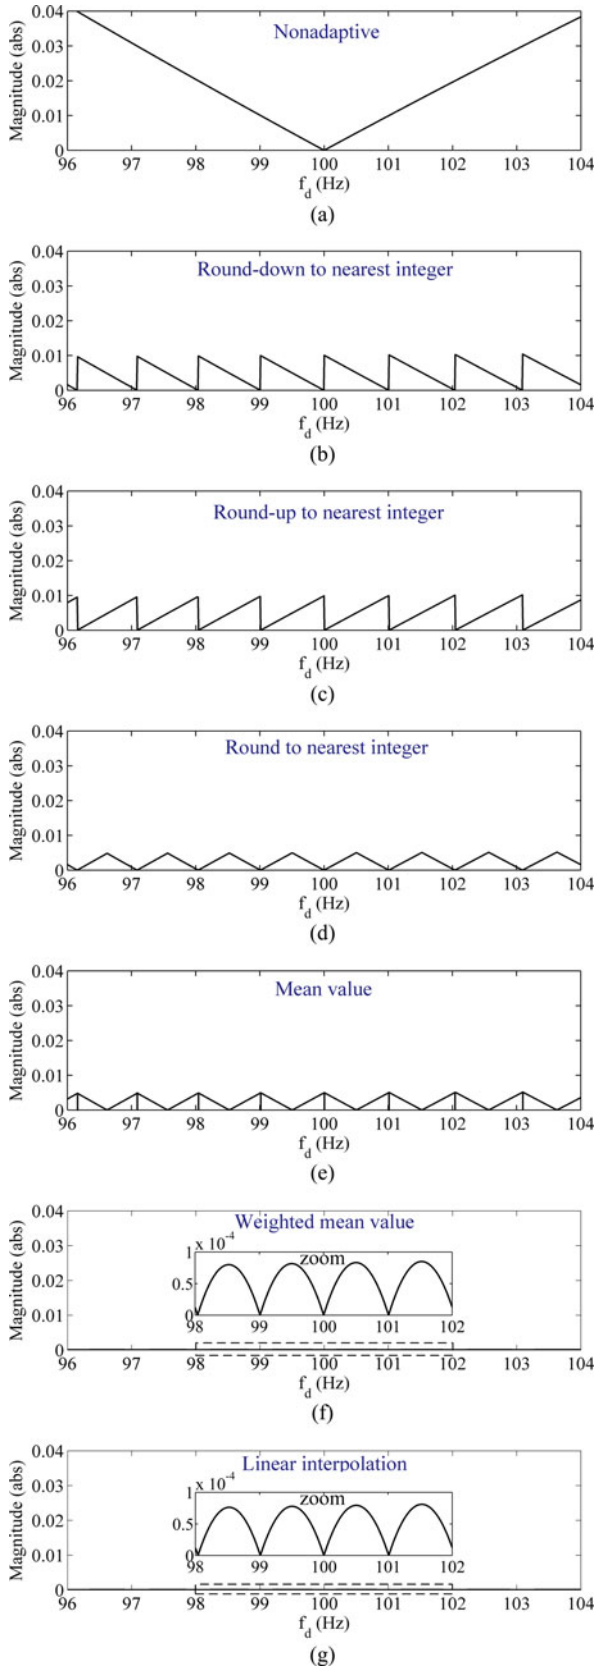 Nonadaptive
Magnitude (abs)
0.04
0.03
0.02
0.01
0
96 97 98 99 100 101 102 103 104
f_d (Hz)
(a)
Round-down to nearest integer
Magnitude (abs)
0.04
0.03
0.02
0.01
0
96 97 98 99 100 101 102 103 104
f_d (Hz)
(b)
Round-up to nearest integer
Magnitude (abs)
0.04
0.03
0.02
0.01
0
96 97 98 99 100 101 102 103 104
f_d (Hz)
(c)
Round to nearest integer
Magnitude (abs)
0.04
0.03
0.02
0.01
0
96 97 98 99 100 101 102 103 104
f_d (Hz)
(d)
Mean value
Magnitude (abs)
0.04
0.03
0.02
0.01
0
96 97 98 99 100 101 102 103 104
f_d (Hz)
(e)
Weighted mean value
Magnitude (abs)
0.04
0.03
0.02
0.01
0
x 10^-4
zoom
1
0.5
0
98 99 100 101 102
96 97 98 99 100 101 102 103 104
f_d (Hz)
(f)
Linear interpolation
Magnitude (abs)
0.04
0.03
0.02
0.01
0
x 10^-4
zoom
1
0.5
0
98 99 100 101 102
96 97 98 99 100 101 102 103 104
f_d (Hz)
(g)